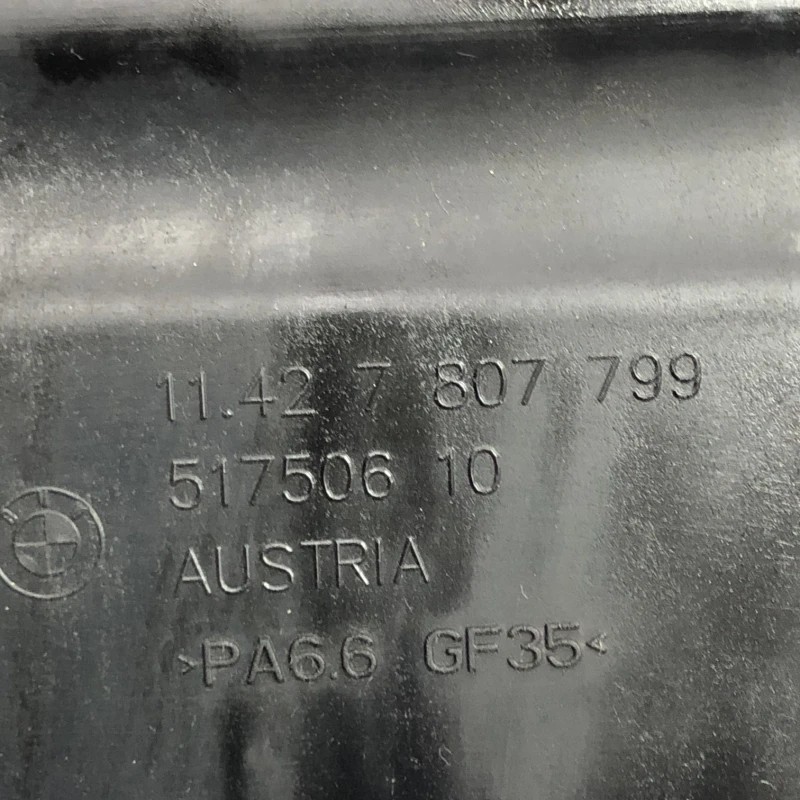 11.42 7 807 799
517506 10
AUSTRIA
>PA6.6 GF35<